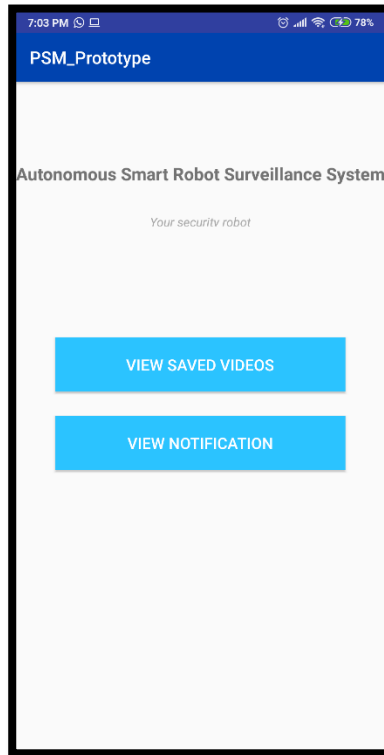 7:03 PM 78%
PSM_Prototype
Autonomous Smart Robot Surveillance System
Your security robot
VIEW SAVED VIDEOS
VIEW NOTIFICATION